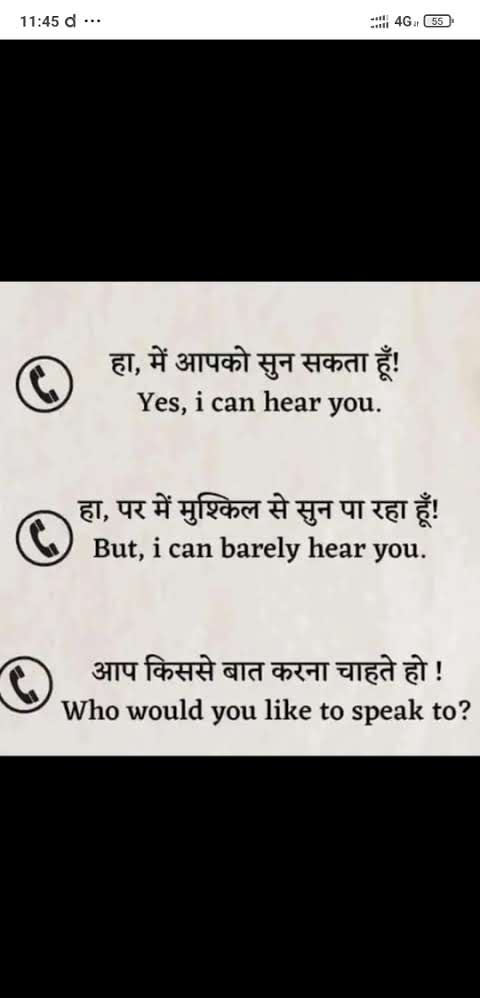 11:45 d ...
4G 55
हा, में आपको सुन सकता हूँ!
Yes, i can hear you.
हा, पर में मुश्किल से सुन पा रहा हूँ!
But, i can barely hear you.
आप किससे बात करना चाहते हो !
Who would you like to speak to?